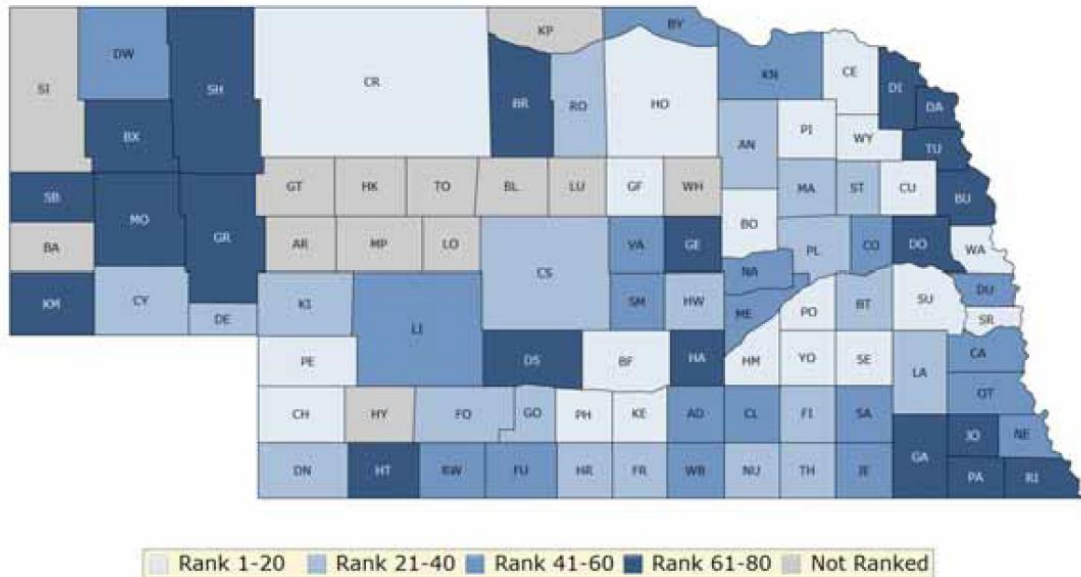 KP BY
DW SI SH CR BR RO HO KN CE DI DA
BX AN PI WY TU
SB MO GR GT HK TO BL LU GF WH MA ST CU BU
BA AR MP LO CS VA GE BO PL CO DO WA
KM CY DE KI LI SM HW NA ME PO BT SU DU SR
PE DS BF HA HM YO SE LA CA
CH HY FO GO PH KE AD CL FI SA OT
DN HT RW FU HR FR WB NU TH JE GA JO NE PA RI
Rank 1-20 Rank 21-40 Rank 41-60 Rank 61-80 Not Ranked